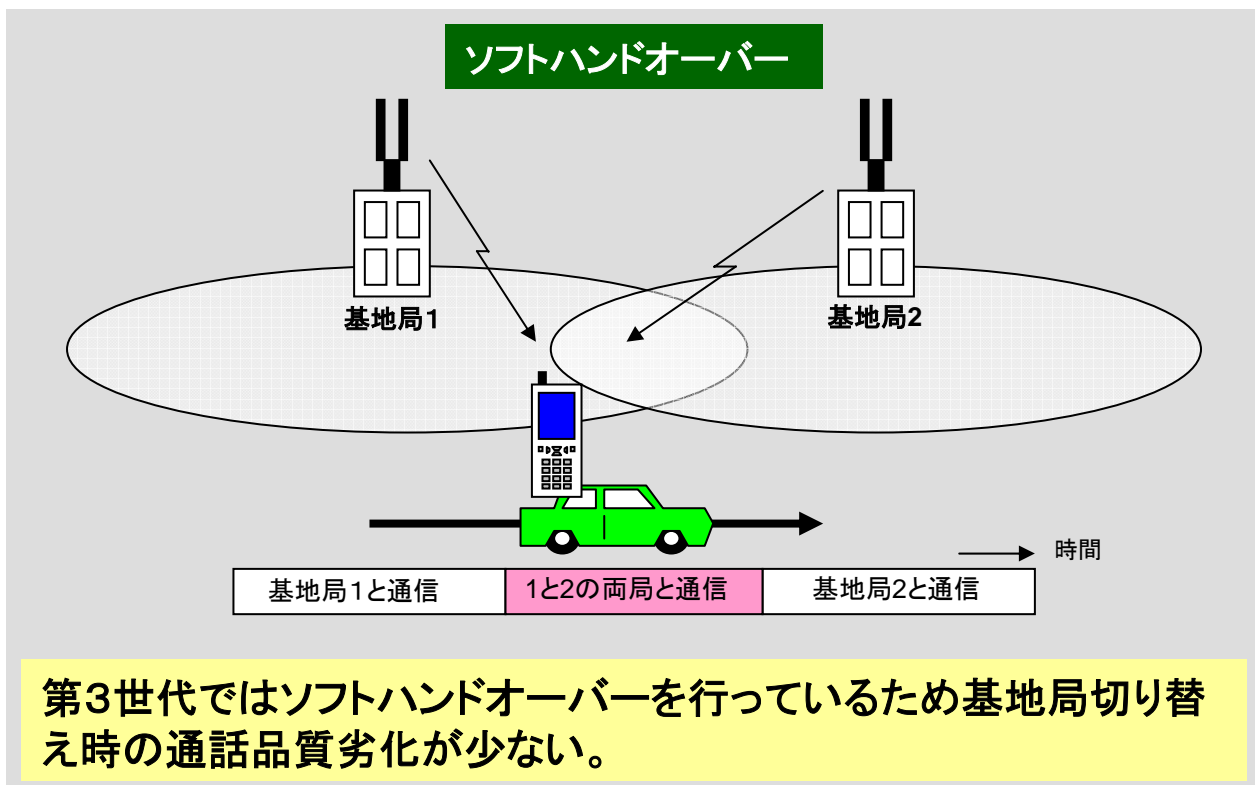 ソフトハンドオーバー
基地局1
基地局2
時間
基地局1と通信
1と2の両局と通信
基地局2と通信
第3世代ではソフトハンドオーバーを行っているため基地局切り替
え時の通話品質劣化が少ない。